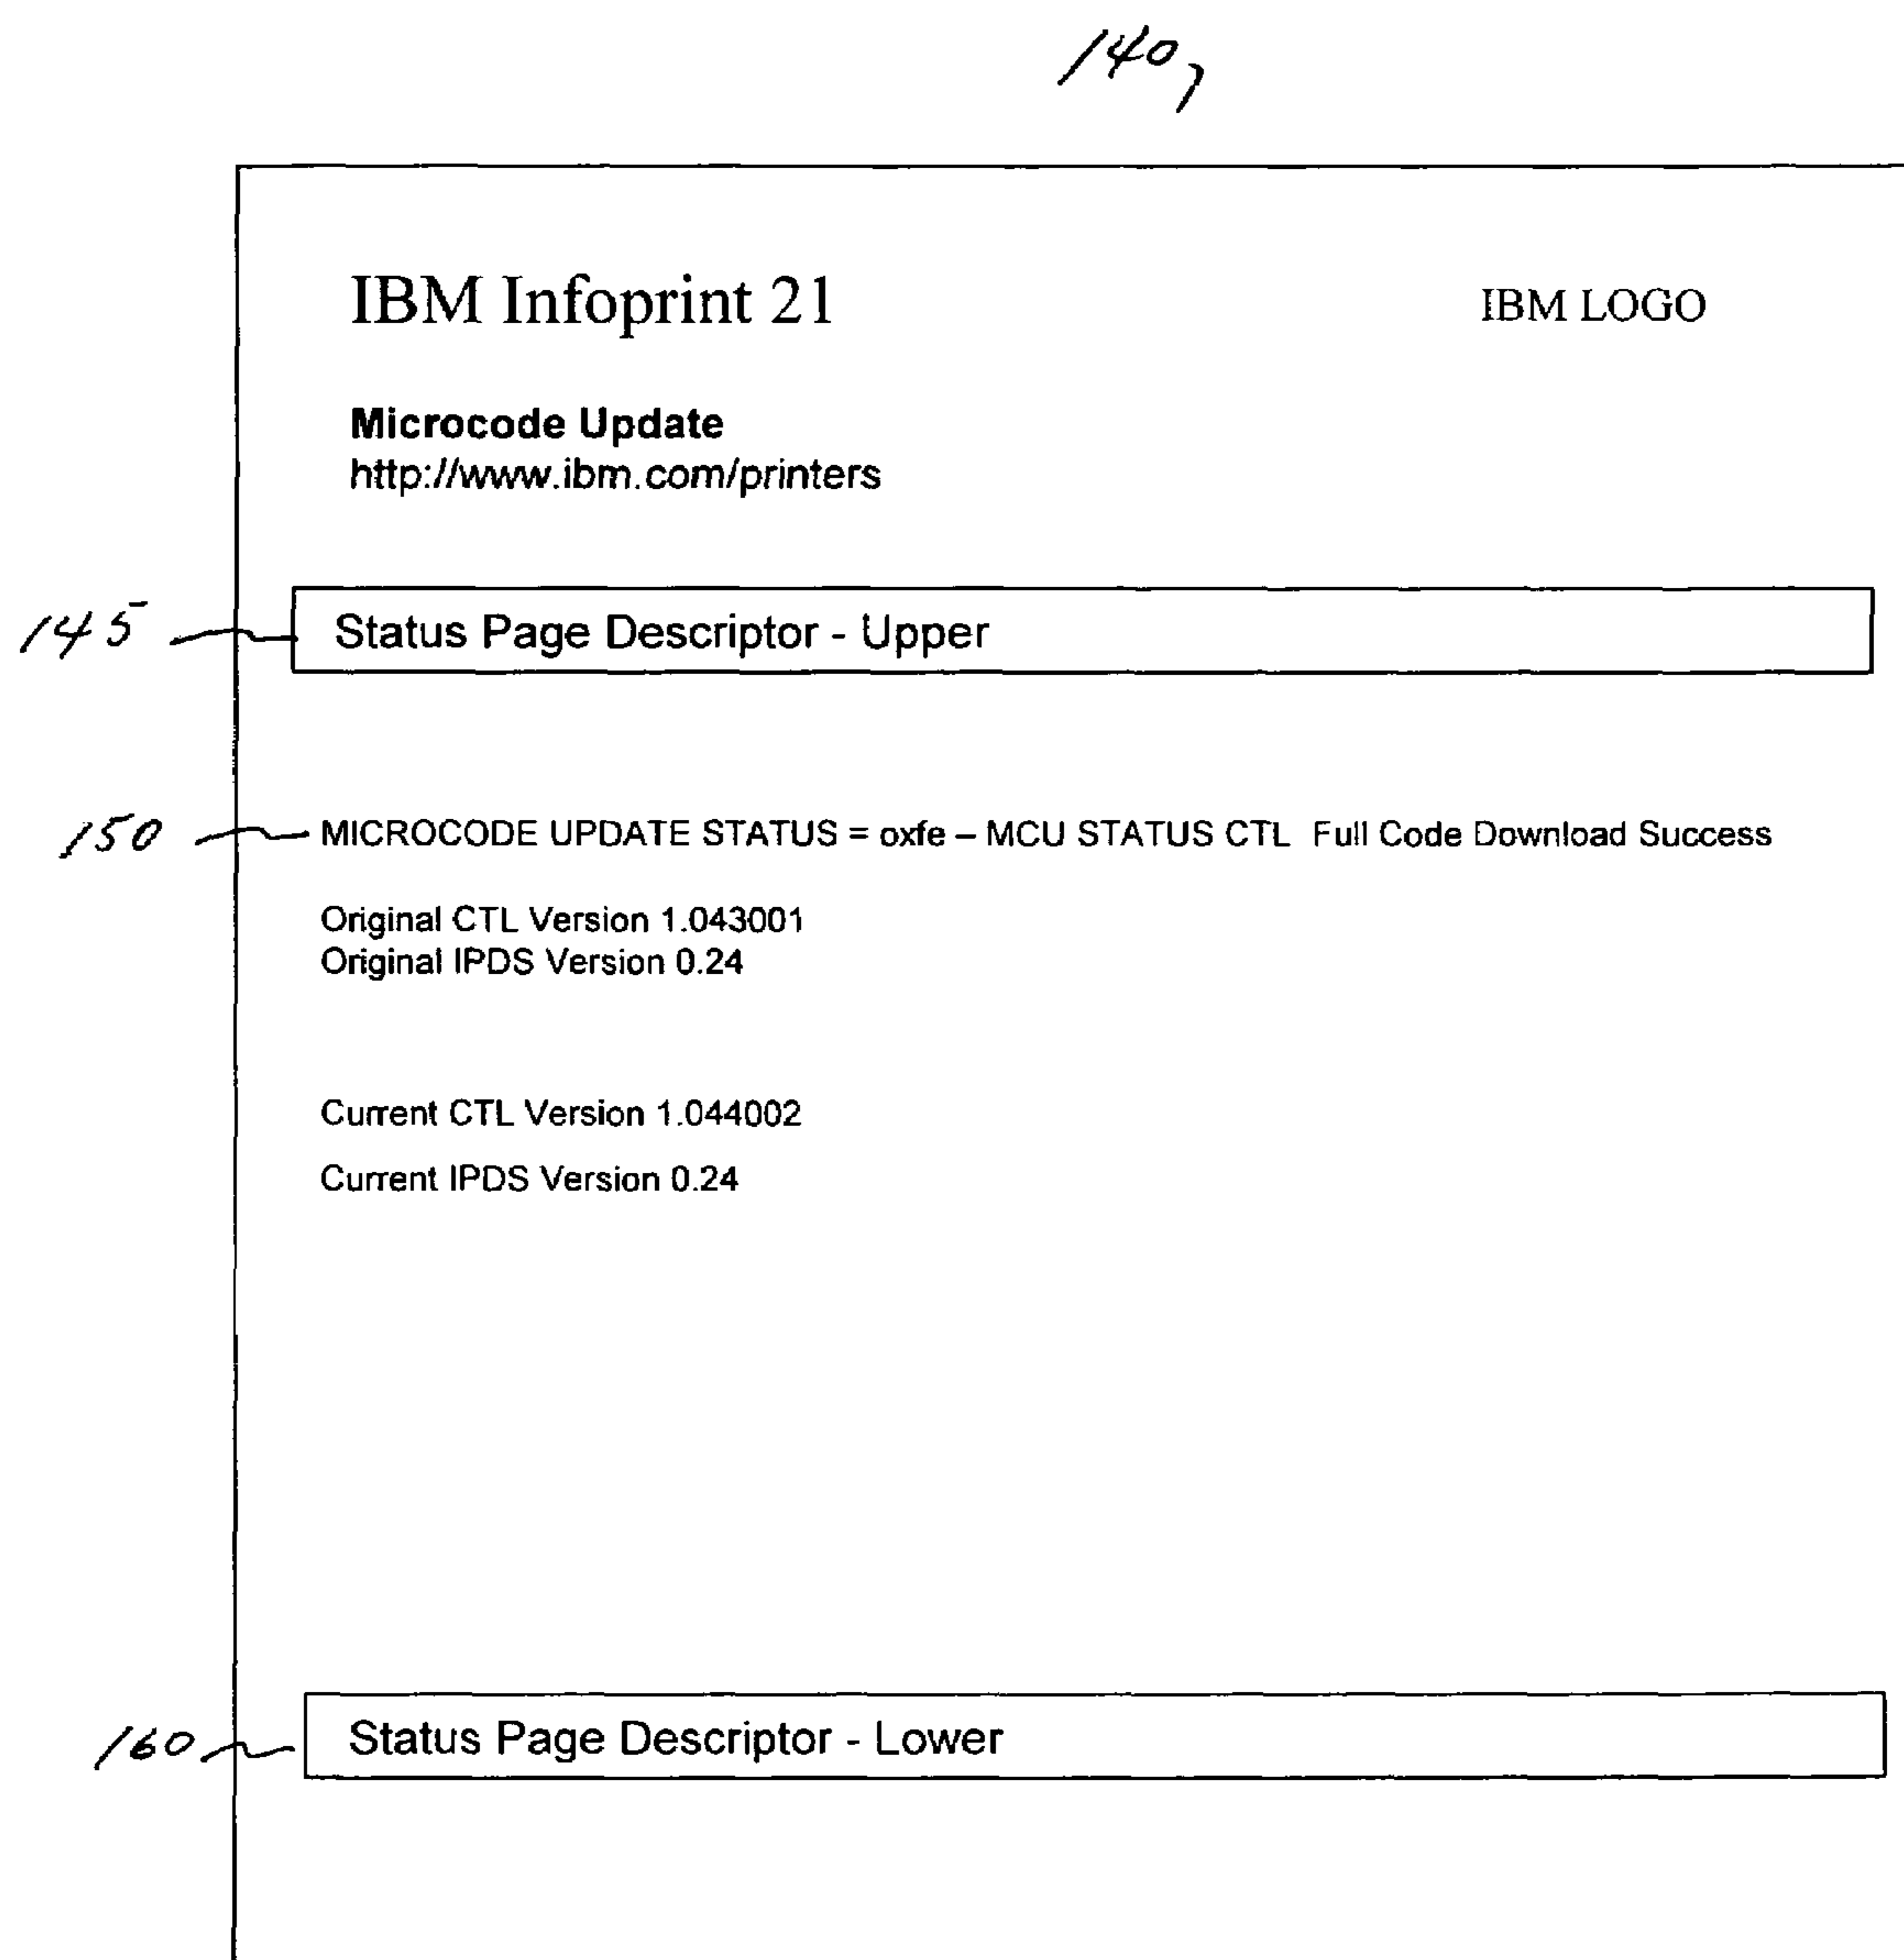 140
IBM Infoprint 21
IBM LOGO
Microcode Update
http://www.ibm.com/printers
145
Status Page Descriptor - Upper
150
MICROCODE UPDATE STATUS = oxfe – MCU STATUS CTL Full Code Download Success
Original CTL Version 1.043001
Original IPDS Version 0.24
Current CTL Version 1.044002
Current IPDS Version 0.24
160
Status Page Descriptor - Lower